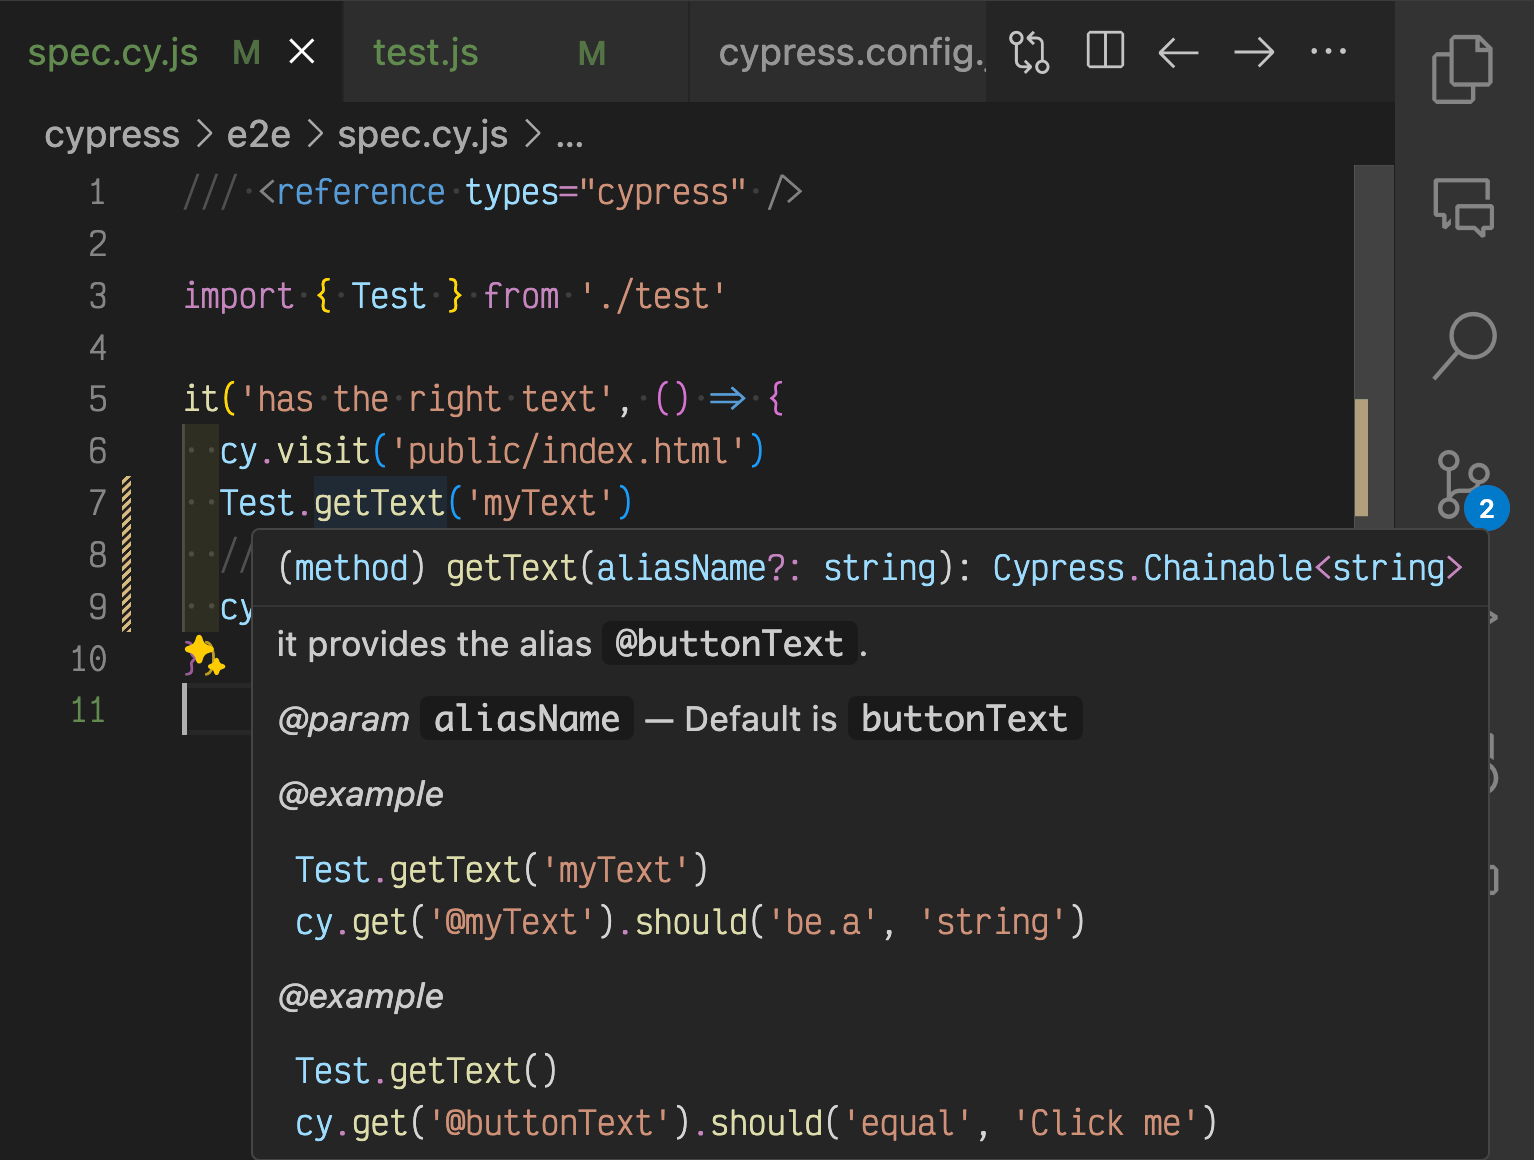 spec.cy.js M test.js M cypress.config.
cypress > e2e > spec.cy.js > ...
1 /// <reference types="cypress" />
2
3 import { Test } from './test'
4
5 it('has the right text', () => {
6 cy.visit('public/index.html')
7 Test.getText('myText')
8 //
9 cy
10 }
11
2
(method) getText(aliasName?: string): Cypress.Chainable<string>
it provides the alias @buttonText.
@param aliasName — Default is buttonText
@example
Test.getText('myText')
cy.get('@myText').should('be.a', 'string')
@example
Test.getText()
cy.get('@buttonText').should('equal', 'Click me')